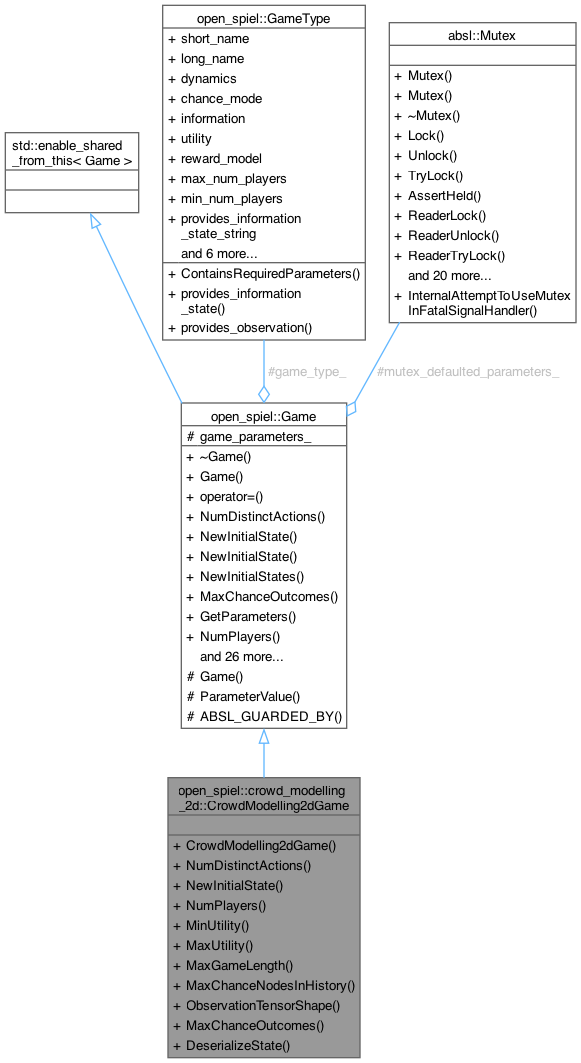 open_spiel::GameType
+ short_name
+ long_name
+ dynamics
+ chance_mode
+ information
+ utility
+ reward_model
+ max_num_players
+ min_num_players
+ provides_information
_state_string
and 6 more...
+ ContainsRequiredParameters()
+ provides_information
_state()
+ provides_observation()
absl::Mutex
+ Mutex()
+ Mutex()
+ ~Mutex()
+ Lock()
+ Unlock()
+ TryLock()
+ AssertHeld()
+ ReaderLock()
+ ReaderUnlock()
+ ReaderTryLock()
and 20 more...
+ InternalAttemptToUseMutex
InFatalSignalHandler()
std::enable_shared
_from_this< Game >
#game_type_
#mutex_defaulted_parameters_
open_spiel::Game
# game_parameters_
+ ~Game()
+ Game()
+ operator=()
+ NumDistinctActions()
+ NewInitialState()
+ NewInitialState()
+ NewInitialStates()
+ MaxChanceOutcomes()
+ GetParameters()
+ NumPlayers()
and 26 more...
# Game()
# ParameterValue()
# ABSL_GUARDED_BY()
open_spiel::crowd_modelling
_2d::CrowdModelling2dGame
+ CrowdModelling2dGame()
+ NumDistinctActions()
+ NewInitialState()
+ NumPlayers()
+ MinUtility()
+ MaxUtility()
+ MaxGameLength()
+ MaxChanceNodesInHistory()
+ ObservationTensorShape()
+ MaxChanceOutcomes()
+ DeserializeState()